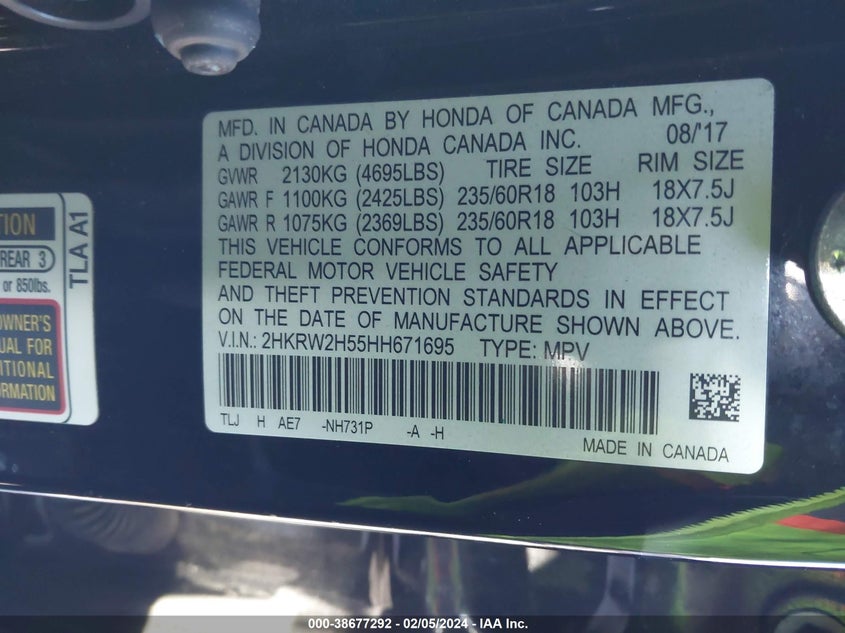 TION
REAR 3
or 850lbs.
OWNER'S
UAL FOR
DITIONAL
ORMATION
TLA A1
MFD. IN CANADA BY HONDA OF CANADA MFG.,
A DIVISION OF HONDA CANADA INC. 08/'17
GVWR 2130KG (4695LBS) TIRE SIZE RIM SIZE
GAWR F 1100KG (2425LBS) 235/60R18 103H 18X7.5J
GAWR R 1075KG (2369LBS) 235/60R18 103H 18X7.5J
THIS VEHICLE CONFORMS TO ALL APPLICABLE
FEDERAL MOTOR VEHICLE SAFETY
AND THEFT PREVENTION STANDARDS IN EFFECT
ON THE DATE OF MANUFACTURE SHOWN ABOVE.
V.I.N.: 2HKRW2H55HH671695 TYPE: MPV
TLJ H AE7 -NH731P -A -H
MADE IN CANADA
000-38677292 - 02/05/2024 - IAA Inc.